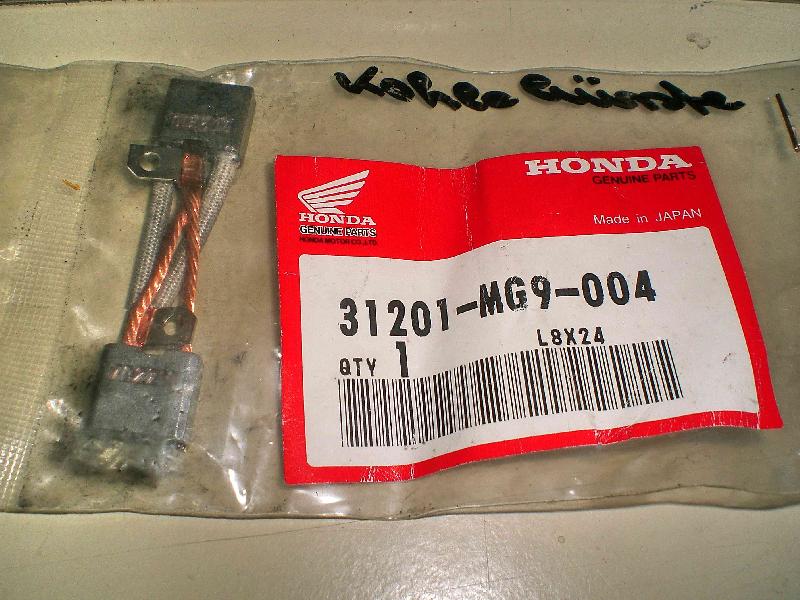 Kohle Bürste
HONDA
GENUINE PARTS
Made in JAPAN
HONDA
GENUINE PARTS
HONDA MOTOR CO.,LTD.
31201-MG9-004
L8X24
QTY 1